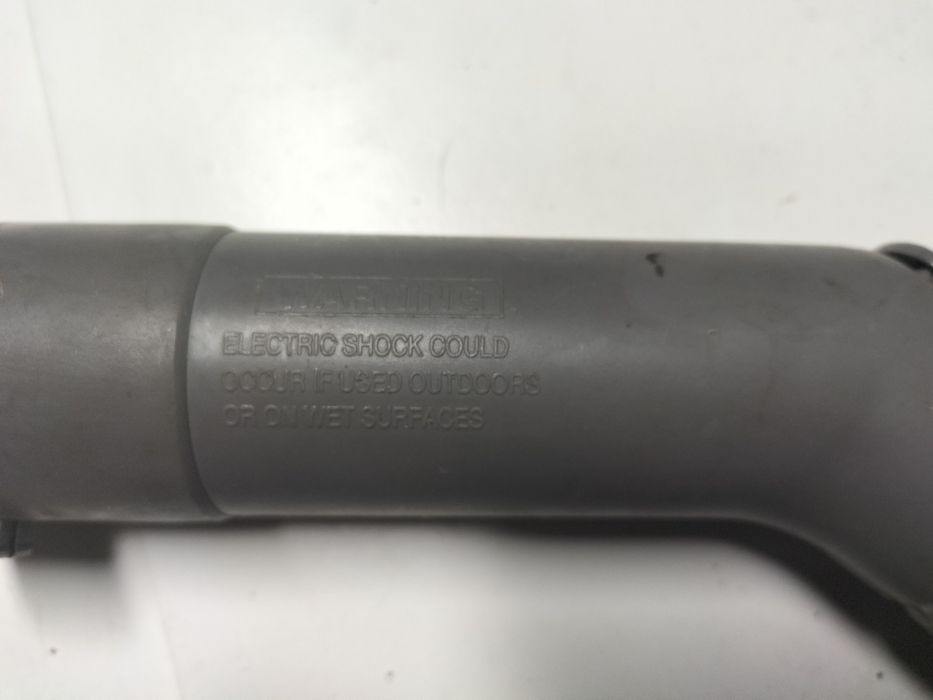 WARNING
ELECTRIC SHOCK COULD
OCCUR IF USED OUTDOORS
OR ON WET SURFACES